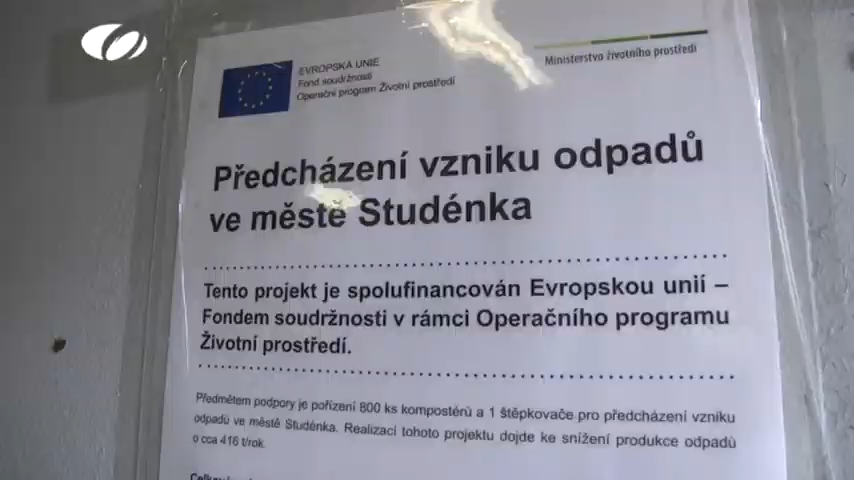 EVROPSKÁ UNIE
Fond soudržnosti
Operační program Životní prostředí
Ministerstvo životního prostředí
Předcházení vzniku odpadů
ve městě Studénka
Tento projekt je spolufinancován Evropskou unií –
Fondem soudržnosti v rámci Operačního programu
Životní prostředí.
Předmětem podpory je pořízení 800 ks kompostérů a 1 štěpkovače pro předcházení vzniku
odpadů ve městě Studénka. Realizací tohoto projektu dojde ke snížení produkce odpadů
o cca 416 t/rok.